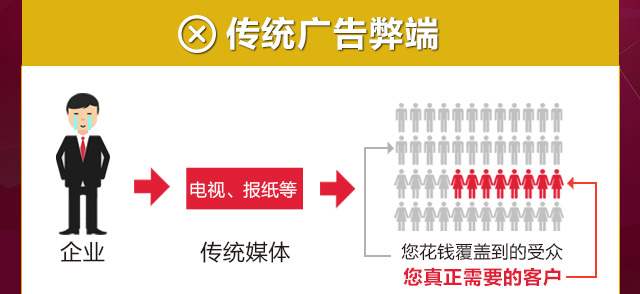 传统广告弊端
电视、报纸等
企业
传统媒体
您花钱覆盖到的受众
您真正需要的客户